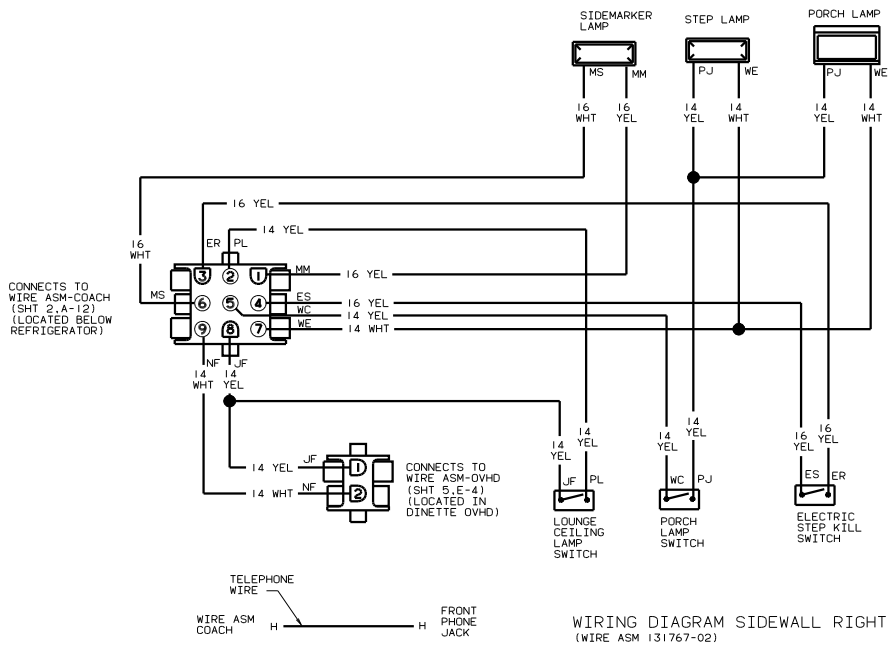 SIDEMARKER
LAMP
STEP LAMP
PORCH LAMP
MS
MM
PJ
WE
PJ
WE
16
WHT
16
YEL
14
YEL
14
WHT
14
YEL
14
WHT
16 YEL
14 YEL
16
WHT
ER PL
3 2 1
MM
16 YEL
CONNECTS TO
WIRE ASM-COACH
(SHT 2,A-12)
(LOCATED BELOW
REFRIGERATOR)
MS
6 5 4
ES
16 YEL
WC
14 YEL
9 8 7
WE
14 WHT
NF JF
14
WHT
14
YEL
14 YEL
JF
1
14 WHT
NF
2
CONNECTS TO
WIRE ASM-OVHD
(SHT 5,E-4)
(LOCATED IN
DINETTE OVHD)
14
YEL
14
YEL
JF PL
LOUNGE
CEILING
LAMP
SWITCH
14
YEL
14
YEL
WC PJ
PORCH
LAMP
SWITCH
16
YEL
16
YEL
ES ER
ELECTRIC
STEP KILL
SWITCH
TELEPHONE
WIRE
WIRE ASM
COACH
H
H
FRONT
PHONE
JACK
WIRING DIAGRAM SIDEWALL RIGHT
(WIRE ASM 131767-02)